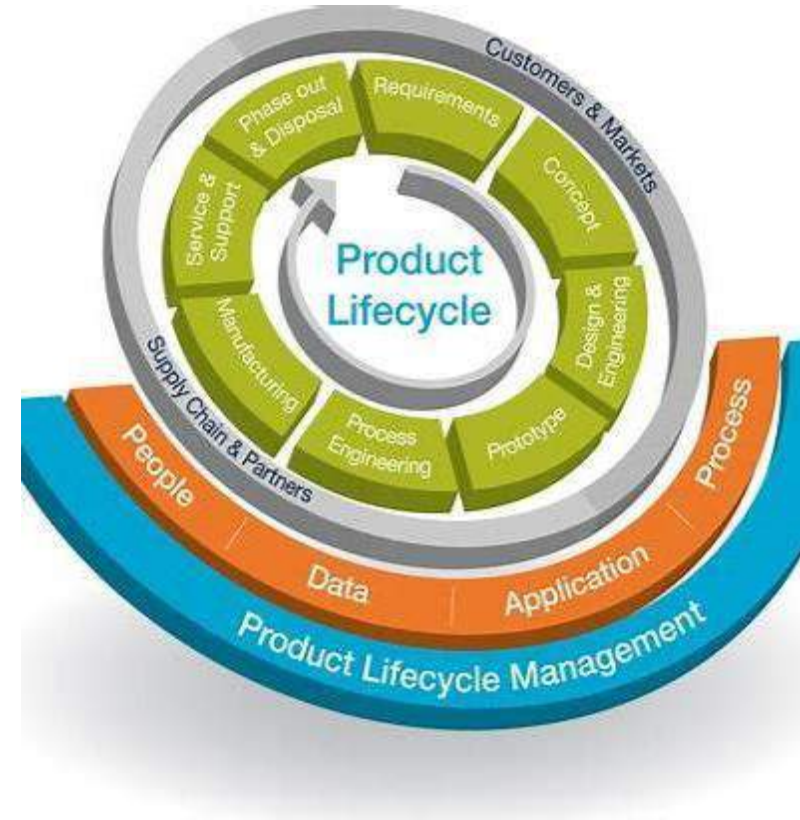 Customers & Markets
Requirements
Concept
Design &
Engineering
Prototype
Process
Engineering
Manufacturing
Service &
Support
Phase out
& Disposal
Product
Lifecycle
Supply Chain & Partners
People
Data
Application
Process
Product Lifecycle Management